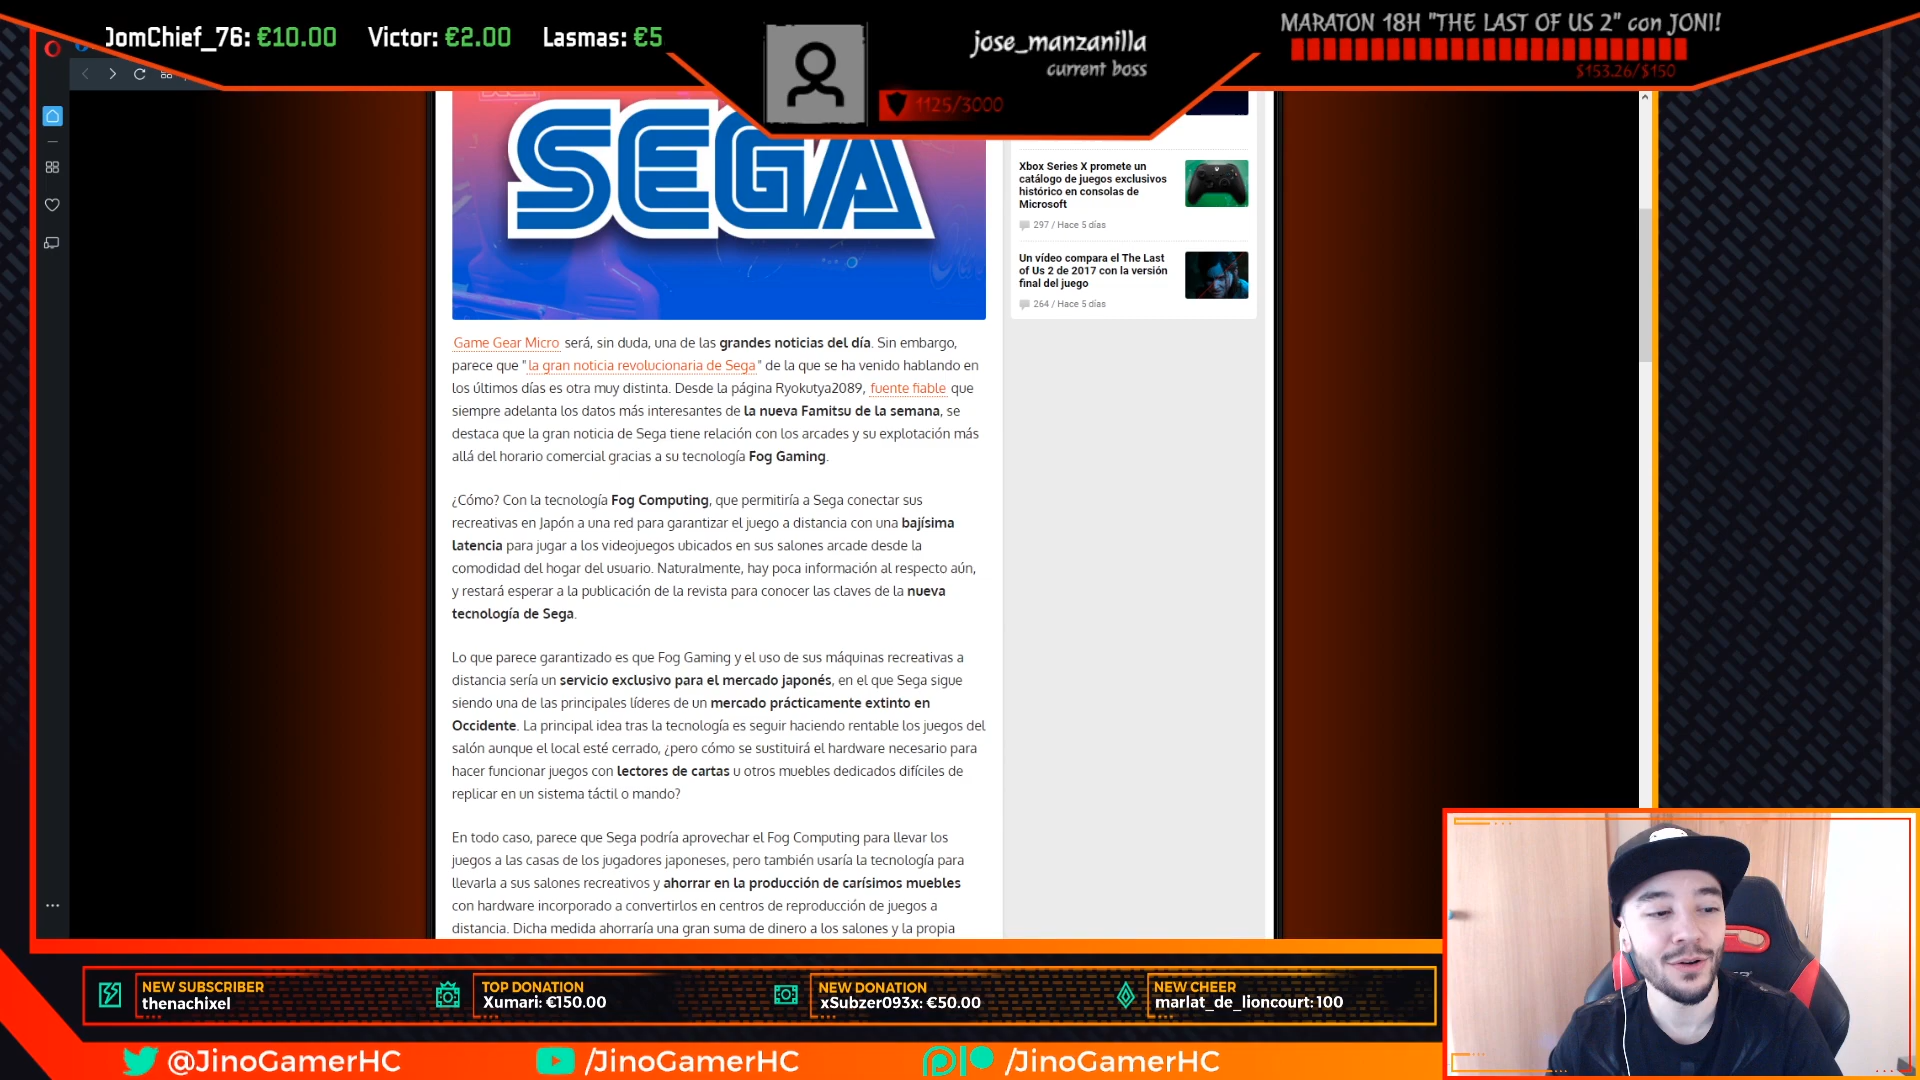 JomChief_76: €10.00 Victor: €2.00 Lasmas: €5
jose_manzanilla
current boss
1125/3000
MARATON 18H "THE LAST OF US 2" con JONI!
$153.26/$150
SEGA
Xbox Series X promete un
catálogo de juegos exclusivos
histórico en consolas de
Microsoft
297 / Hace 5 días
Un vídeo compara el The Last
of Us 2 de 2017 con la versión
final del juego
264 / Hace 5 días
Game Gear Micro será, sin duda, una de las grandes noticias del día. Sin embargo,
parece que "la gran noticia revolucionaria de Sega" de la que se ha venido hablando en
los últimos días es otra muy distinta. Desde la página Ryokutya2089, fuente fiable que
siempre adelanta los datos más interesantes de la nueva Famitsu de la semana, se
destaca que la gran noticia de Sega tiene relación con los arcades y su explotación más
allá del horario comercial gracias a su tecnología Fog Gaming.
¿Cómo? Con la tecnología Fog Computing, que permitiría a Sega conectar sus
recreativas en Japón a una red para garantizar el juego a distancia con una bajísima
latencia para jugar a los videojuegos ubicados en sus salones arcade desde la
comodidad del hogar del usuario. Naturalmente, hay poca información al respecto aún,
y restará esperar a la publicación de la revista para conocer las claves de la nueva
tecnología de Sega.
Lo que parece garantizado es que Fog Gaming y el uso de sus máquinas recreativas a
distancia sería un servicio exclusivo para el mercado japonés, en el que Sega sigue
siendo una de las principales líderes de un mercado prácticamente extinto en
Occidente. La principal idea tras la tecnología es seguir haciendo rentable los juegos del
salón aunque el local esté cerrado, ¿pero cómo se sustituirá el hardware necesario para
hacer funcionar juegos con lectores de cartas u otros muebles dedicados difíciles de
replicar en un sistema táctil o mando?
En todo caso, parece que Sega podría aprovechar el Fog Computing para llevar los
juegos a las casas de los jugadores japoneses, pero también usaría la tecnología para
llevarla a sus salones recreativos y ahorrar en la producción de carísimos muebles
con hardware incorporado a convertirlos en centros de reproducción de juegos a
distancia. Dicha medida ahorraría una gran suma de dinero a los salones y la propia
NEW SUBSCRIBER
thenachixel
TOP DONATION
Xumari: €150.00
NEW DONATION
xSubzer093x: €50.00
NEW CHEER
marlat_de_lioncourt: 100
@JinoGamerHC
/JinoGamerHC
/JinoGamerHC